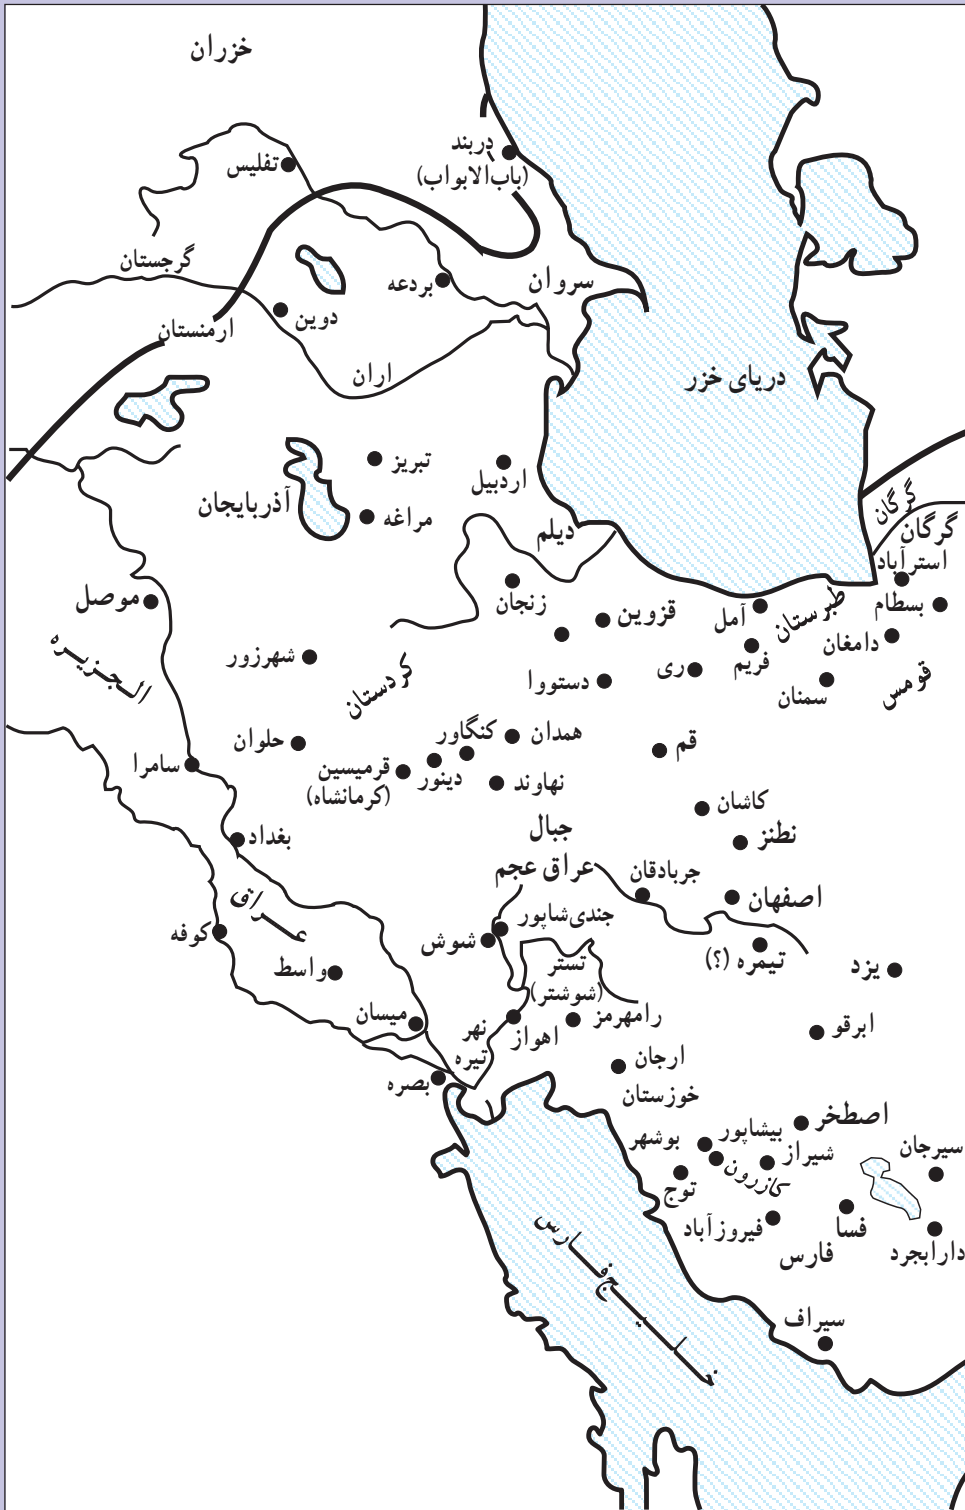 خزران
دربند
(باب‌الابواب)
تفلیس
گرجستان
سروان
بردعه
دوین
ارمنستان
اران
دریای خزر
تبریز
اردبیل
آذربایجان
مراغه
دیلم
گرگان
گرگان
استرآباد
بسطام
زنجان
موصل
قزوین
آمل
طبرستان
دامغان
فریم
الجزیره
شهرزور
کردستان
ری
دستووا
سمنان
قومس
همدان
کنگاور
حلوان
قم
سامرا
قرمیسین
(کرمانشاه)
دینور
نهاوند
کاشان
جبال
نطنز
بغداد
عراق عجم
جربادقان
اصفهان
عراق
جندی‌شاپور
شوش
کوفه
تستر
(شوشتر)
تیمره (؟)
یزد
واسط
میسان
نهر
تیره
اهواز
رامهرمز
ابرقو
ارجان
بصره
خوزستان
اصطخر
بیشاپور
بوشهر
شیراز
سیرجان
کازرون
توج
فیروزآباد
فسا
فارس
دارابجرد
خلیج فارس
سیراف